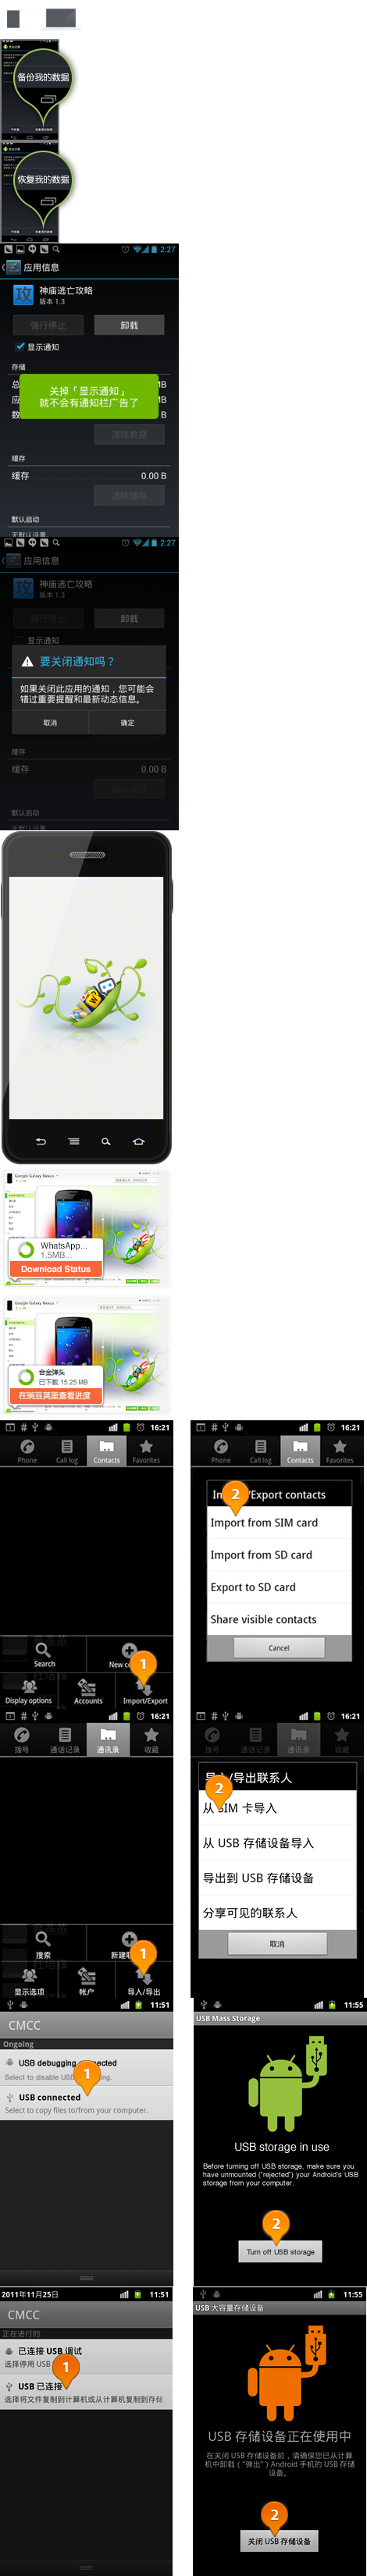 备份我的数据
恢复我的数据
2:27
应用信息
攻
神庙逃亡攻略
版本 1.3
强行停止
卸载
显示通知
存储
总
MB
关掉「显示通知」
就不会有通知栏广告了
应
MB
数
B
清除数据
缓存
缓存
0.00 B
清除缓存
默认启动
无默认设置。
2:27
应用信息
攻
神庙逃亡攻略
版本 1.3
强行停止
卸载
显示通知
要关闭通知吗？
如果关闭此应用的通知，您可能会
错过重要提醒和最新动态信息。
取消
确定
缓存
缓存
0.00 B
默认启动
无默认设置
Google Galaxy Nexus
WhatsApp...
1.5MB...
Download Status
Google Galaxy Nexus
合金弹头
已下载 15.25 MB
在豌豆荚里查看进度
16:21
Phone
Call log
Contacts
Favorites
Search
New co
1
Display options
Accounts
Import/Export
16:21
Phone
Call log
Contacts
Favorites
2
Im /Export contacts
Import from SIM card
Import from SD card
Export to SD card
Share visible contacts
Cancel
16:21
拨号
通话记录
通讯录
收藏
搜索
新建联
1
显示选项
帐户
导入/导出
16:21
拨号
通话记录
通讯录
收藏
导入/导出联系人
2
从 SIM 卡导入
从 USB 存储设备导入
导出到 USB 存储设备
分享可见的联系人
取消
11:51
CMCC
Ongoing
USB debugging connected
Select to disable USB
1
USB connected
Select to copy files to/from your computer.
11:55
USB Mass Storage
USB storage in use
Before turning off USB storage, make sure you
have unmounted ("rejected") your Android's USB
storage from your computer.
2
Turn off USB storage
2011年11月25日
11:51
CMCC
正在进行的
已连接 USB 调试
选择停用 USB
1
USB 已连接
选择将文件复制到计算机或从计算机复制到存储
11:55
USB 大容量存储设备
USB 存储设备正在使用中
在关闭 USB 存储设备前，请确保您已从计算
机中卸载（"弹出"）Android 手机的 USB 存储
设备。
2
关闭 USB 存储设备